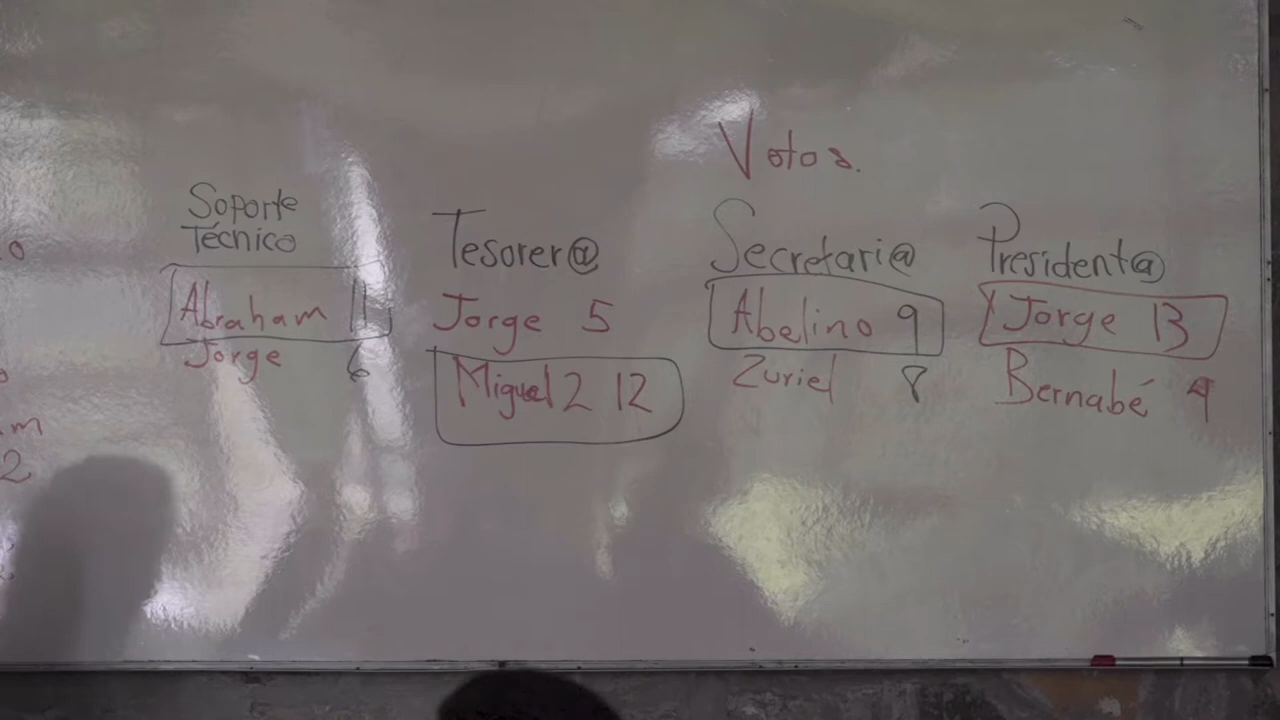 Votos.
Soporte
Técnico
Abraham 11
Jorge 6
Tesorer@
Jorge 5
Miguel 2 12
Secretari@
Abelino 9
Zuriel 8
President@
Jorge 13
Bernabé 4